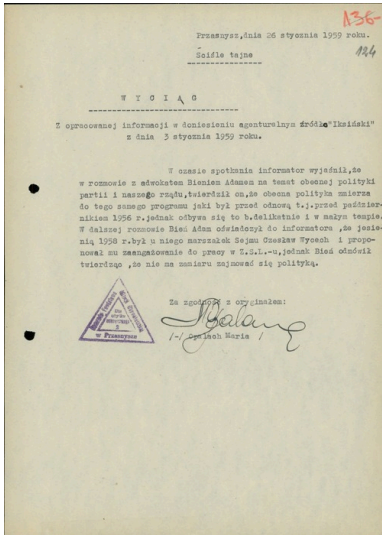 136-
124
Przasnysz,dnia 26 stycznia 1959 roku.
Ściśle tajne
W Y C I Ą G
Z opracowanej informacji w doniesieniu agenturalnym źródła "Iksiński"
z dnia 3 stycznia 1959 roku.
W czasie spotkania informator wyjaśnił,że
w rozmowie z adwokatem Bieniem Adamem na temat obecnej polityki
partii i naszego rządu,twierdził on,że obecna polityka zmierza
do tego samego programu jaki był przed odnową t.j.przed paździer-
nikiem 1956 r.jednak odbywa się to b.delikatnie i w małym tempie.
W dalszej rozmowie Bień Adam oświadczył do informatora ,że jesie-
nią 1958 r.był u niego marszałek Sejmu Czesław Wycech i propo-
nował mu zaangażowanie do pracy w Z.S.L.-u,jednak Bień odmówił
twierdząc ,że nie ma zamiaru zajmować się polityką.
Za zgodność z oryginałem:
/-/ Opalach Maria /
w Przasnyszu
3